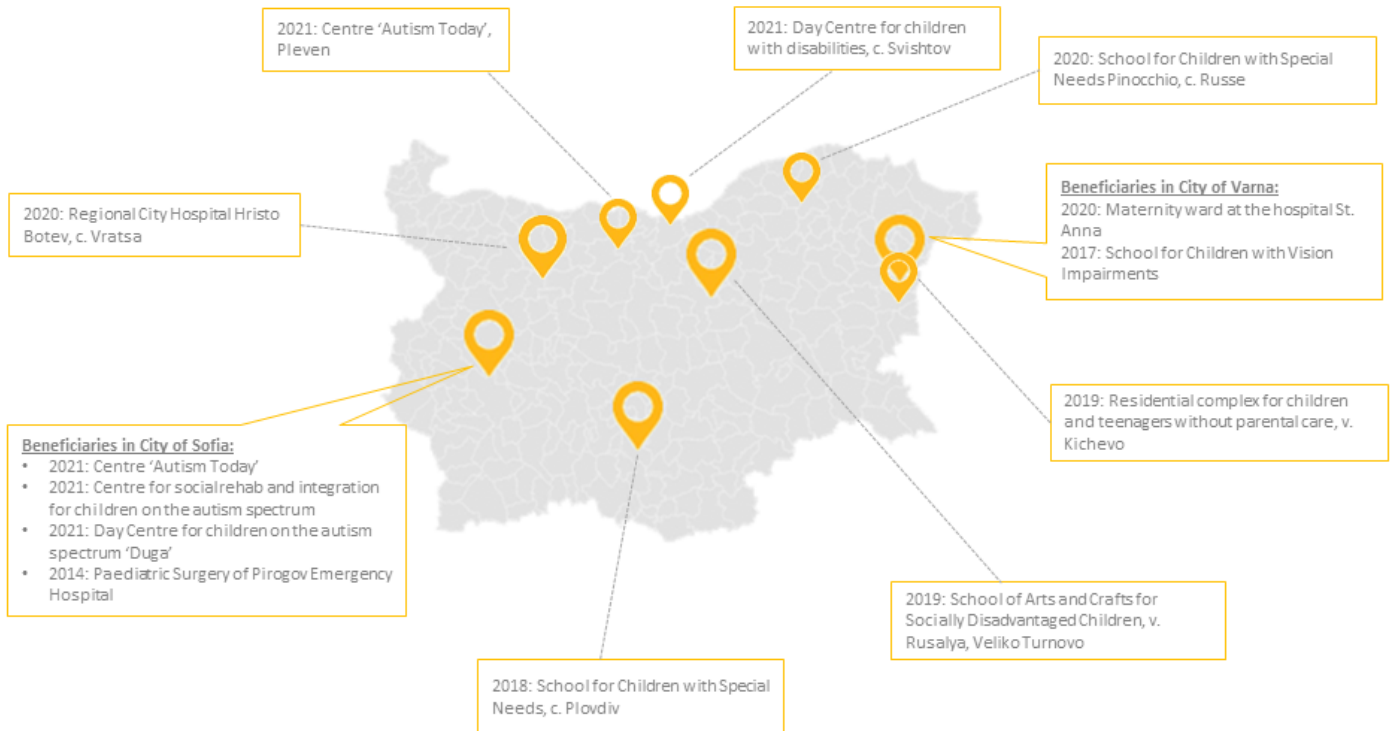 2021: Centre ‘Autism Today’,
Pleven
2021: Day Centre for children
with disabilities, c. Svishtov
2020: School for Children with Special
Needs Pinocchio, c. Russe
2020: Regional City Hospital Hristo
Botev, c. Vratsa
Beneficiaries in City of Varna:
2020: Maternity ward at the hospital St.
Anna
2017: School for Children with Vision
Impairments
2019: Residential complex for children
and teenagers without parental care, v.
Kichevo
Beneficiaries in City of Sofia:
• 2021: Centre ‘Autism Today’
• 2021: Centre for social rehab and integration
for children on the autism spectrum
• 2021: Day Centre for children on the autism
spectrum ‘Duga’
• 2014: Paediatric Surgery of Pirogov Emergency
Hospital
2019: School of Arts and Crafts for
Socially Disadvantaged Children, v.
Rusalya, Veliko Turnovo
2018: School for Children with Special
Needs, c. Plovdiv